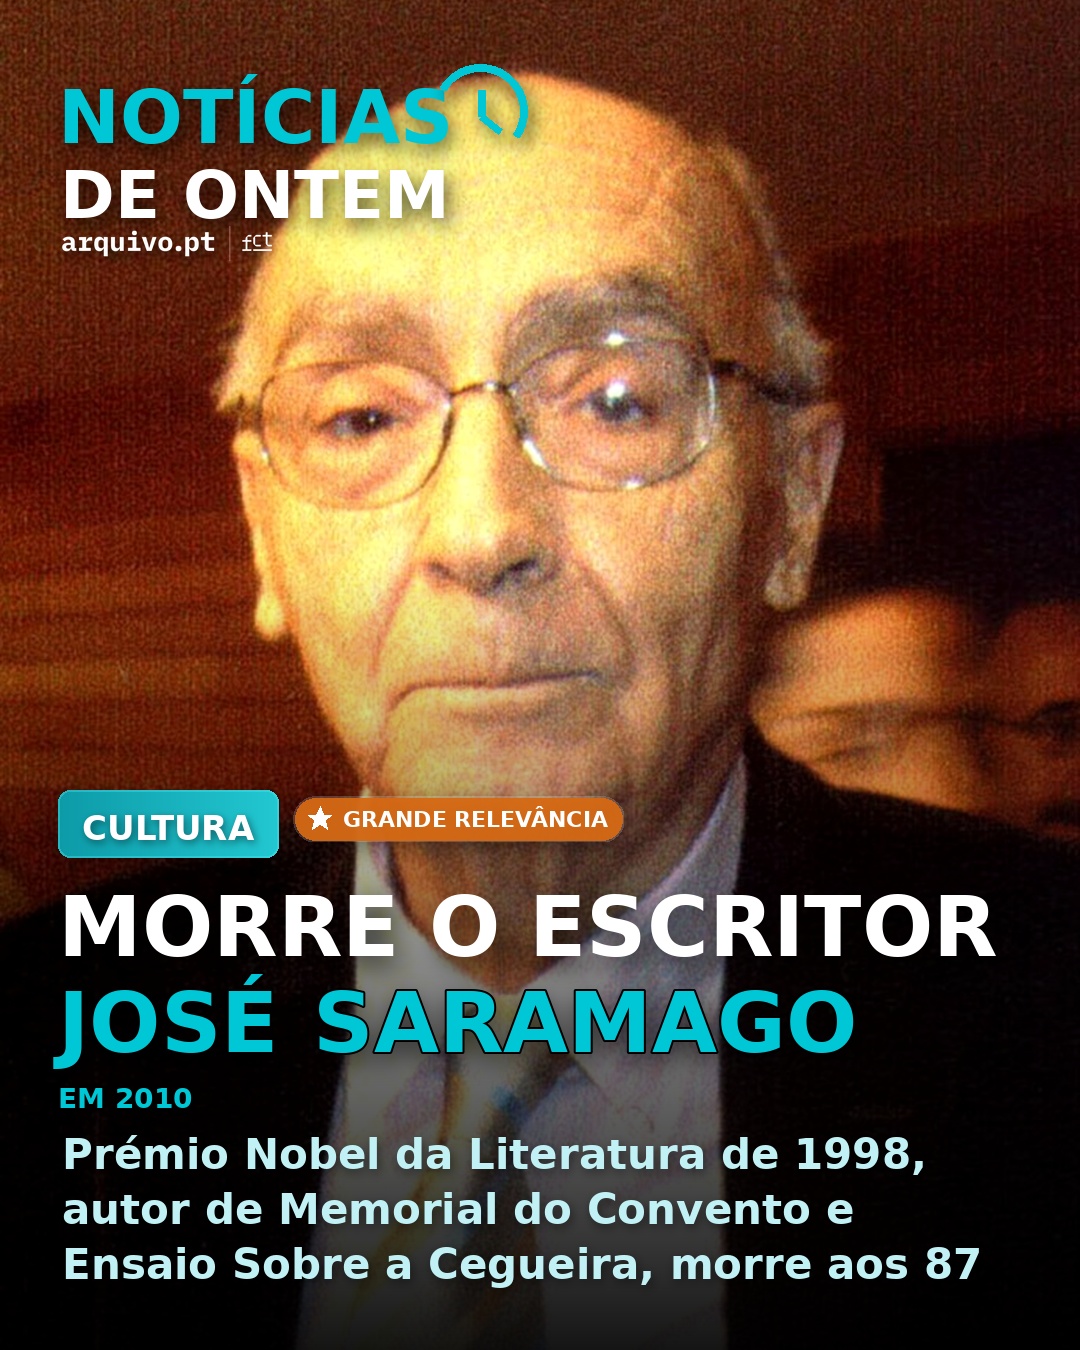 NOTÍCIAS
DE ONTEM
arquivo.pt fct
CULTURA
GRANDE RELEVÂNCIA
MORRE O ESCRITOR
JOSÉ SARAMAGO
EM 2010
Prémio Nobel da Literatura de 1998,
autor de Memorial do Convento e
Ensaio Sobre a Cegueira, morre aos 87